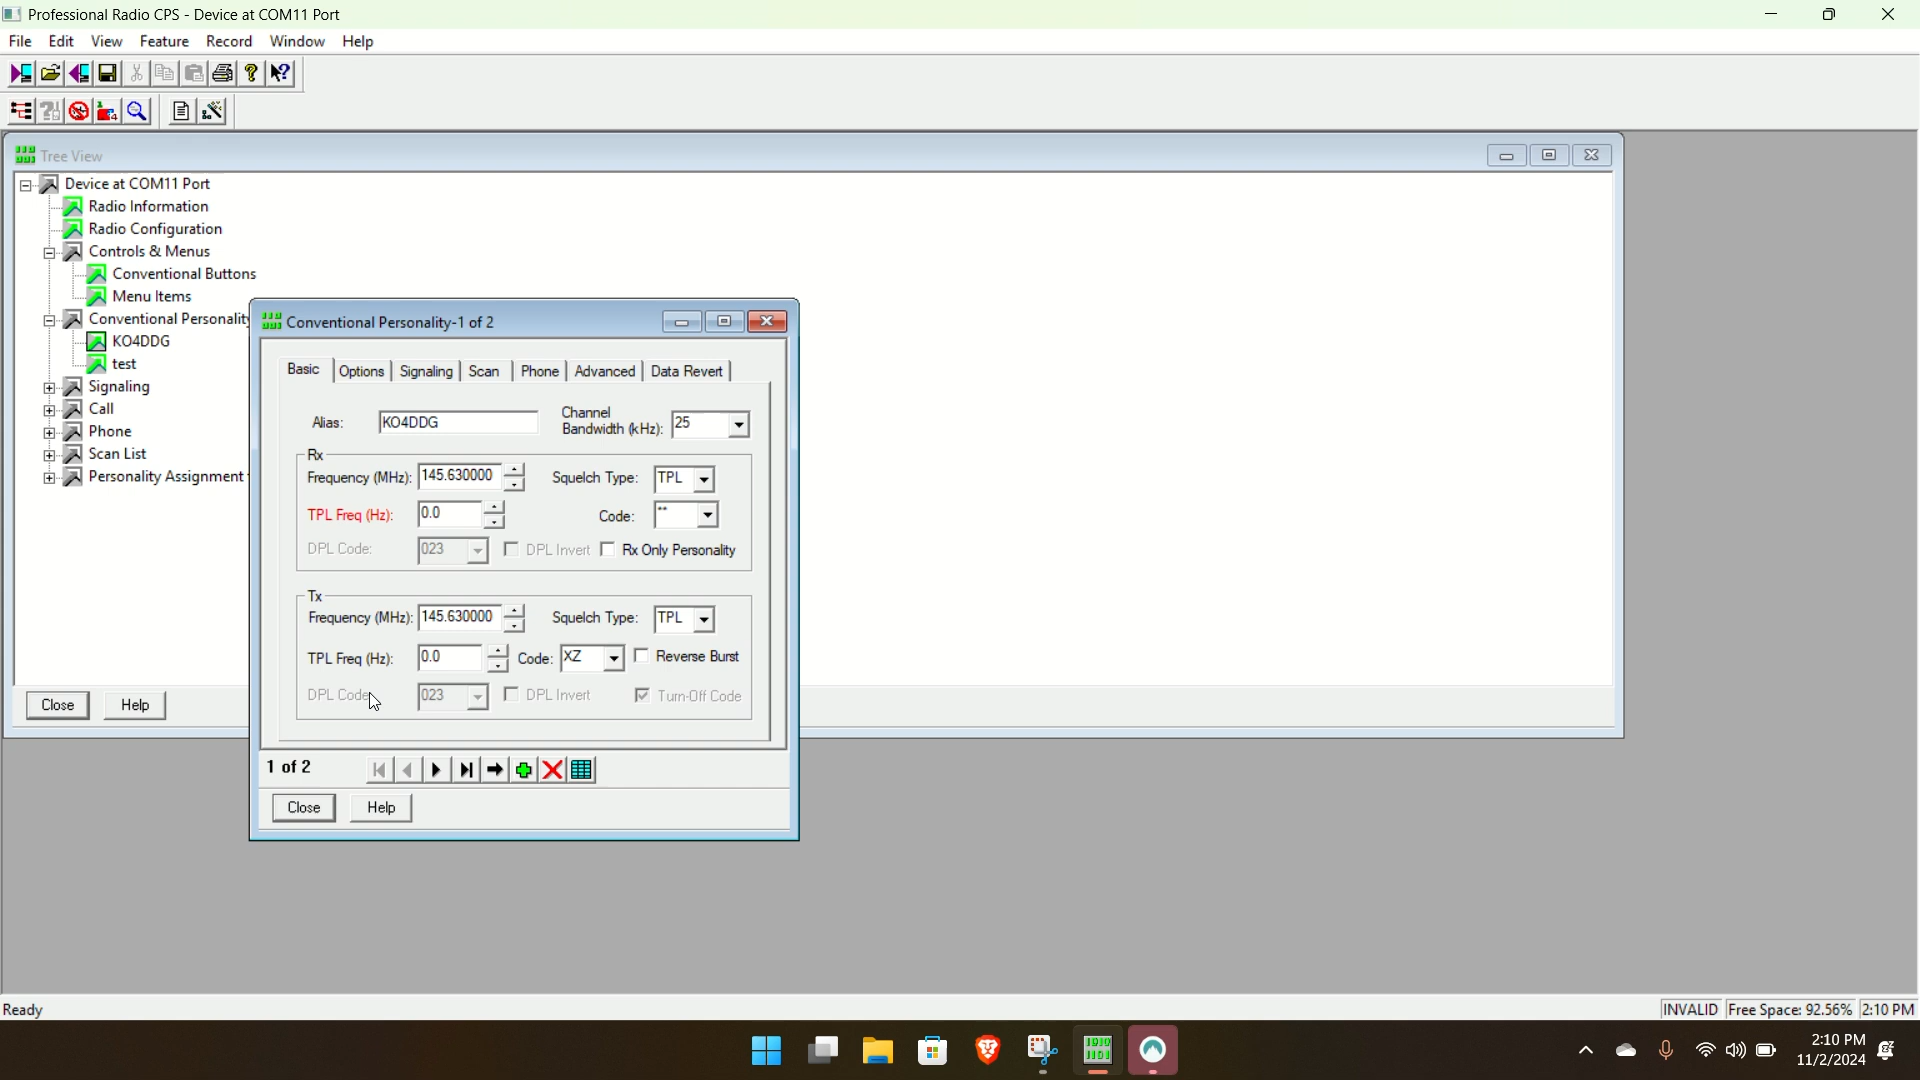 Professional Radio CPS - Device at COM11 Port
File Edit View Feature Record Window Help
Tree View
Device at COM11 Port
Radio Information
Radio Configuration
Controls & Menus
Conventional Buttons
Menu Items
Conventional Personality
KO4DDG
test
Signaling
Call
Phone
Scan List
Personality Assignment
Close Help
Conventional Personality-1 of 2
Basic Options Signaling Scan Phone Advanced Data Revert
Alias: KO4DDG Channel Bandwidth (kHz): 25
Rx
Frequency (MHz): 145.630000 Squelch Type: TPL
TPL Freq (Hz): 0.0 Code: **
DPL Code: 023 DPL Invert Rx Only Personality
Tx
Frequency (MHz): 145.630000 Squelch Type: TPL
TPL Freq (Hz): 0.0 Code: XZ Reverse Burst
DPL Code 023 DPL Invert Turn-Off Code
1 of 2
Close Help
Ready INVALID Free Space: 92.56% 2:10 PM
2:10 PM
11/2/2024